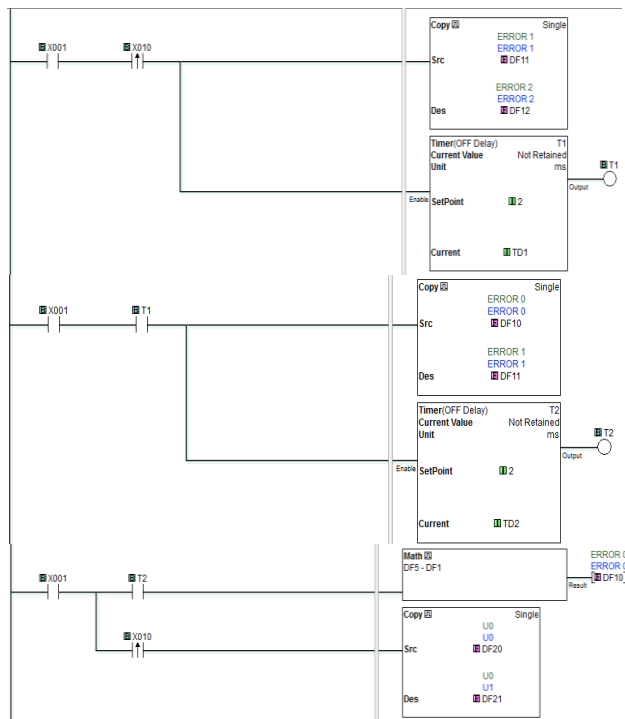 Copy Single
ERROR 1
ERROR 1
X001 X010
Src DF11
ERROR 2
ERROR 2
Des DF12
Timer(OFF Delay) T1
Current Value Not Retained
Unit ms
T1
Output
Enable SetPoint 2
Current TD1
Copy Single
ERROR 0
ERROR 0
X001 T1
Src DF10
ERROR 1
ERROR 1
Des DF11
Timer(OFF Delay) T2
Current Value Not Retained
Unit ms
T2
Output
Enable SetPoint 2
Current TD2
Math
DF5 - DF1
ERROR 0
ERROR 0
X001 T2
Result DF10
Copy Single
U0
U0
X010
Src DF20
U0
U1
Des DF21